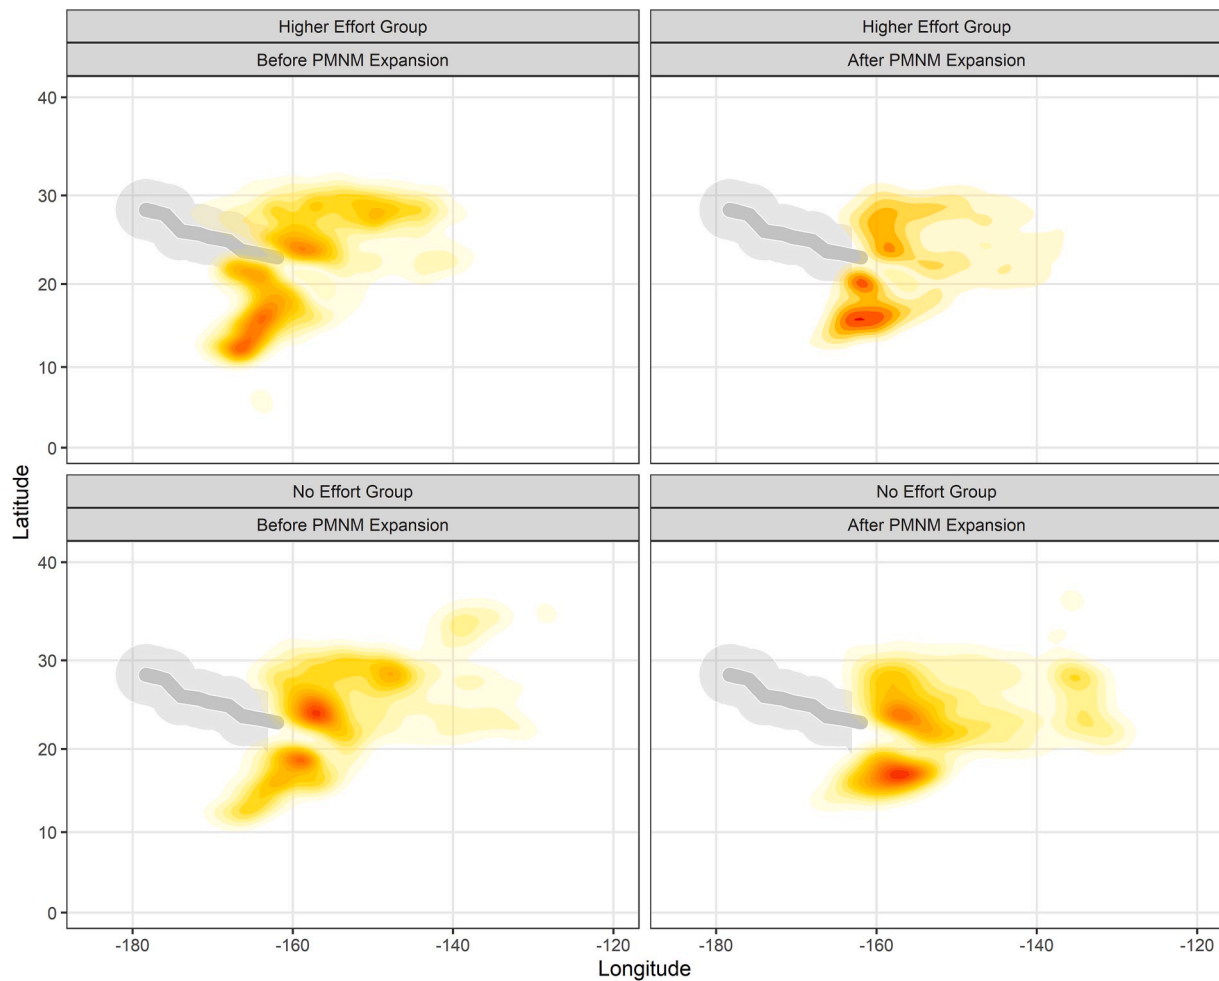 Higher Effort Group
Higher Effort Group
Before PMNM Expansion
After PMNM Expansion
40
30
20
10
0
No Effort Group
No Effort Group
Before PMNM Expansion
After PMNM Expansion
40
30
20
10
0
-180
-160
-140
-120
-180
-160
-140
-120
Latitude
Longitude